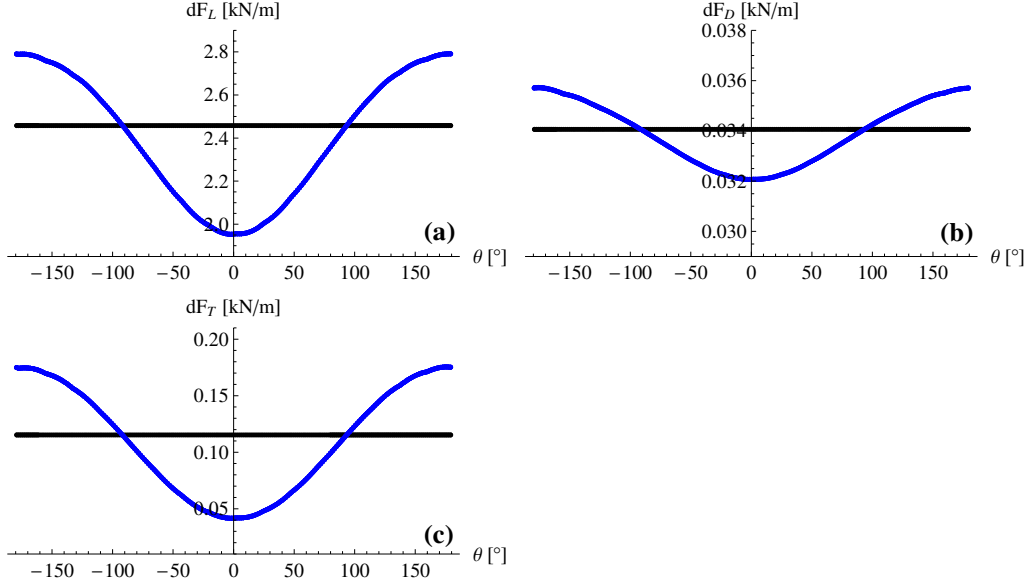 dF_L [kN/m]
2.8
2.6
2.4
2.2
2.0
(a)
−150 −100 −50 0 50 100 150 θ [°]
dF_D [kN/m]
0.038
0.036
0.034
0.032
0.030
(b)
−150 −100 −50 0 50 100 150 θ [°]
dF_T [kN/m]
0.20
0.15
0.10
0.05
(c)
−150 −100 −50 0 50 100 150 θ [°]